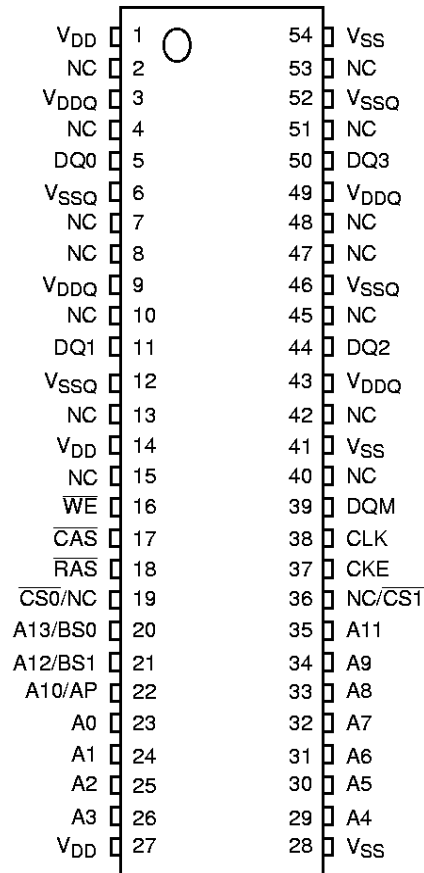 VDD 1 54 VSS
NC 2 53 NC
VDDQ 3 52 VSSQ
NC 4 51 NC
DQ0 5 50 DQ3
VSSQ 6 49 VDDQ
NC 7 48 NC
NC 8 47 NC
VDDQ 9 46 VSSQ
NC 10 45 NC
DQ1 11 44 DQ2
VSSQ 12 43 VDDQ
NC 13 42 NC
VDD 14 41 VSS
NC 15 40 NC
W̅E̅ 16 39 DQM
C̅A̅S̅ 17 38 CLK
R̅A̅S̅ 18 37 CKE
C̅S̅0̅/NC 19 36 NC/C̅S̅1̅
A13/BS0 20 35 A11
A12/BS1 21 34 A9
A10/AP 22 33 A8
A0 23 32 A7
A1 24 31 A6
A2 25 30 A5
A3 26 29 A4
VDD 27 28 VSS